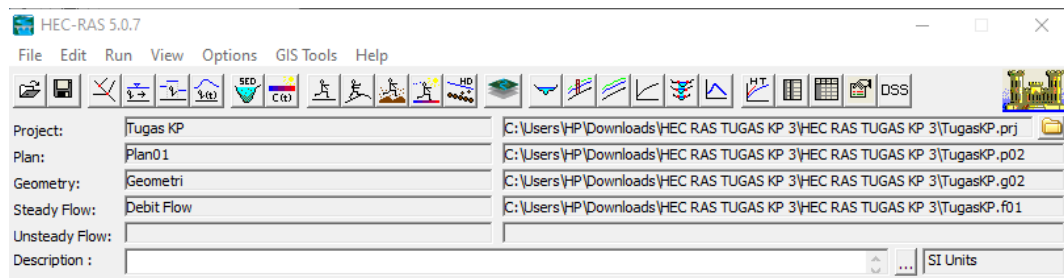 HEC-RAS 5.0.7
File Edit Run View Options GIS Tools Help
SED C(t) HD HT DSS
Project: Tugas KP C:\Users\HP\Downloads\HEC RAS TUGAS KP 3\HEC RAS TUGAS KP 3\TugasKP.prj
Plan: Plan01 C:\Users\HP\Downloads\HEC RAS TUGAS KP 3\HEC RAS TUGAS KP 3\TugasKP.p02
Geometry: Geometri C:\Users\HP\Downloads\HEC RAS TUGAS KP 3\HEC RAS TUGAS KP 3\TugasKP.g02
Steady Flow: Debit Flow C:\Users\HP\Downloads\HEC RAS TUGAS KP 3\HEC RAS TUGAS KP 3\TugasKP.f01
Unsteady Flow:
Description : ... SI Units